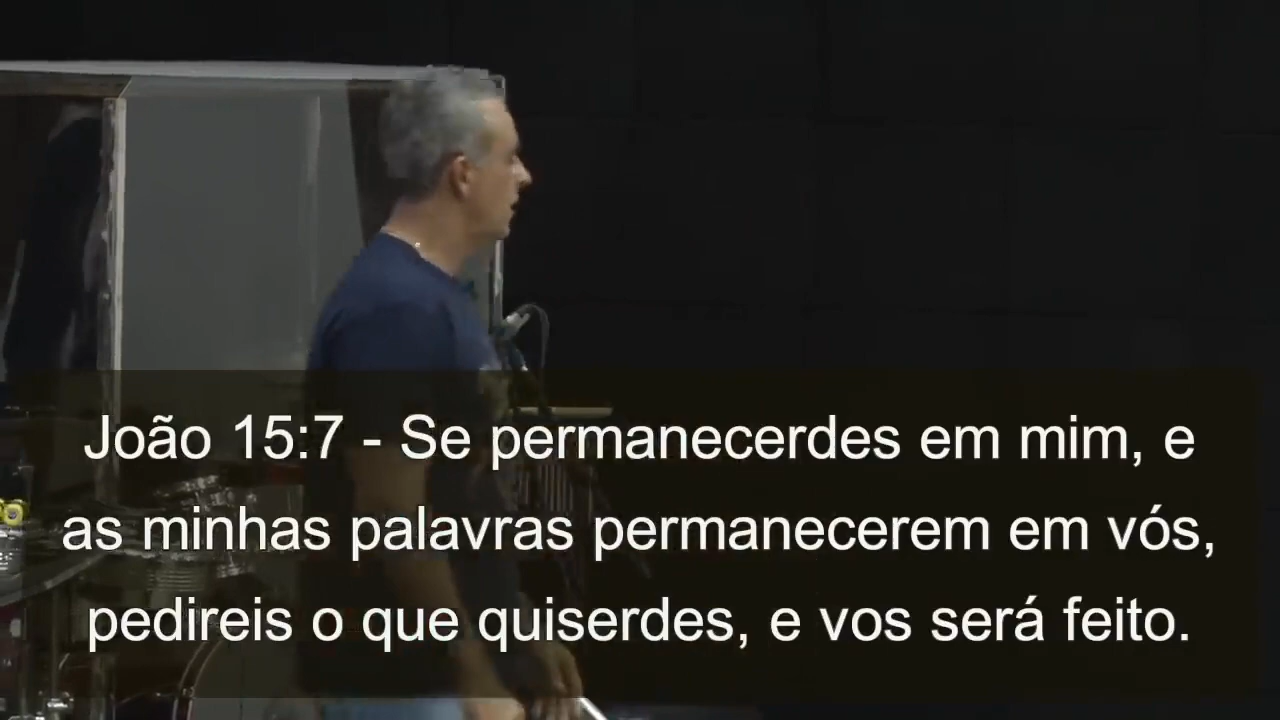 João 15:7 - Se permanecerdes em mim, e
as minhas palavras permanecerem em vós,
pedireis o que quiserdes, e vos será feito.